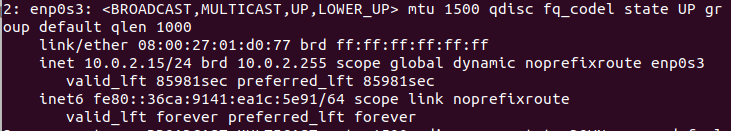 2: enp0s3: <BROADCAST,MULTICAST,UP,LOWER_UP> mtu 1500 qdisc fq_codel state UP gr
oup default qlen 1000
    link/ether 08:00:27:01:d0:77 brd ff:ff:ff:ff:ff:ff
    inet 10.0.2.15/24 brd 10.0.2.255 scope global dynamic noprefixroute enp0s3
       valid_lft 85981sec preferred_lft 85981sec
    inet6 fe80::36ca:9141:ea1c:5e91/64 scope link noprefixroute
       valid_lft forever preferred_lft forever